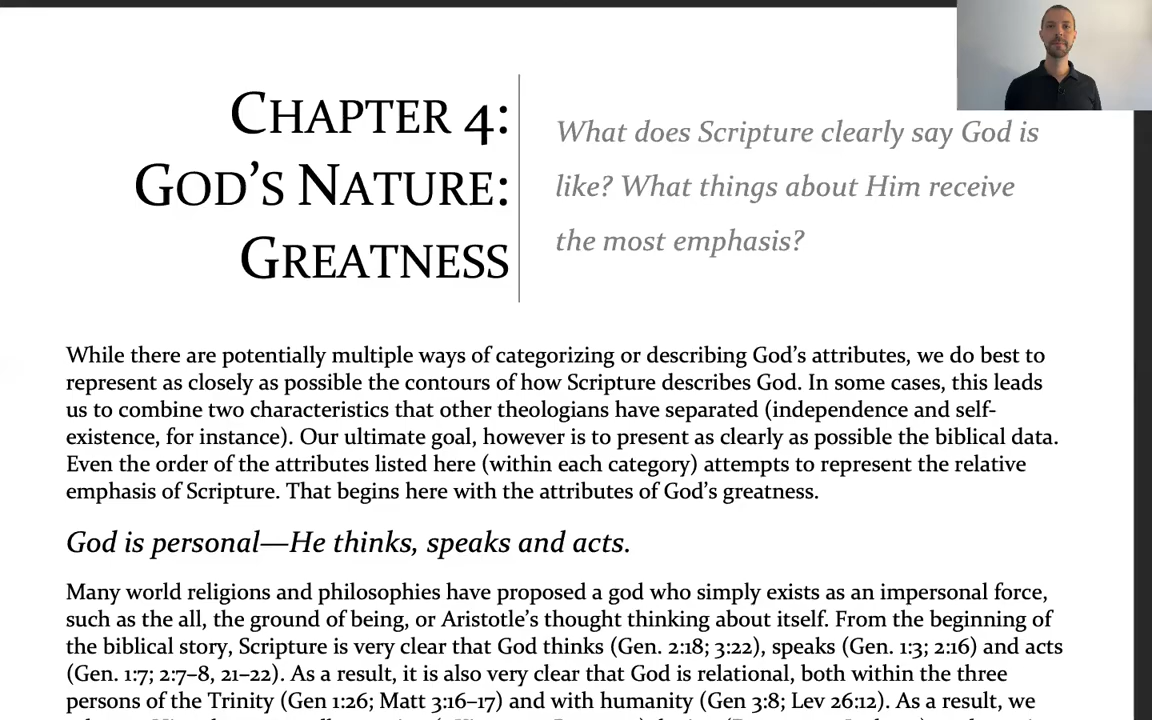 CHAPTER 4:
GOD'S NATURE:
GREATNESS
What does Scripture clearly say God is
like? What things about Him receive
the most emphasis?
While there are potentially multiple ways of categorizing or describing God's attributes, we do best to
represent as closely as possible the contours of how Scripture describes God. In some cases, this leads
us to combine two characteristics that other theologians have separated (independence and self-
existence, for instance). Our ultimate goal, however is to present as clearly as possible the biblical data.
Even the order of the attributes listed here (within each category) attempts to represent the relative
emphasis of Scripture. That begins here with the attributes of God's greatness.
God is personal—He thinks, speaks and acts.
Many world religions and philosophies have proposed a god who simply exists as an impersonal force,
such as the all, the ground of being, or Aristotle's thought thinking about itself. From the beginning of
the biblical story, Scripture is very clear that God thinks (Gen. 2:18; 3:22), speaks (Gen. 1:3; 2:16) and acts
(Gen. 1:7; 2:7–8, 21–22). As a result, it is also very clear that God is relational, both within the three
persons of the Trinity (Gen 1:26; Matt 3:16–17) and with humanity (Gen 3:8; Lev 26:12). As a result, we